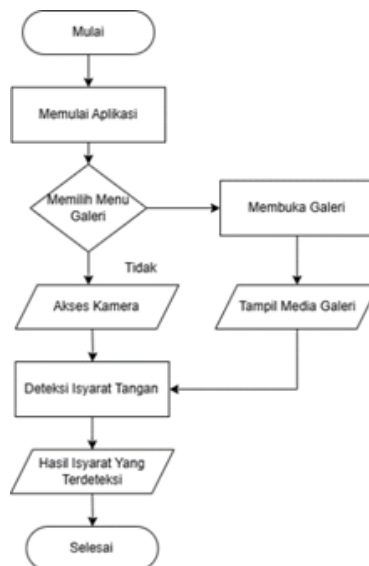 Mulai
Memulai Aplikasi
Memilih Menu
Galeri
Membuka Galeri
Tidak
Akses Kamera
Tampil Media Galeri
Deteksi Isyarat Tangan
Hasil Isyarat Yang
Terdeteksi
Selesai